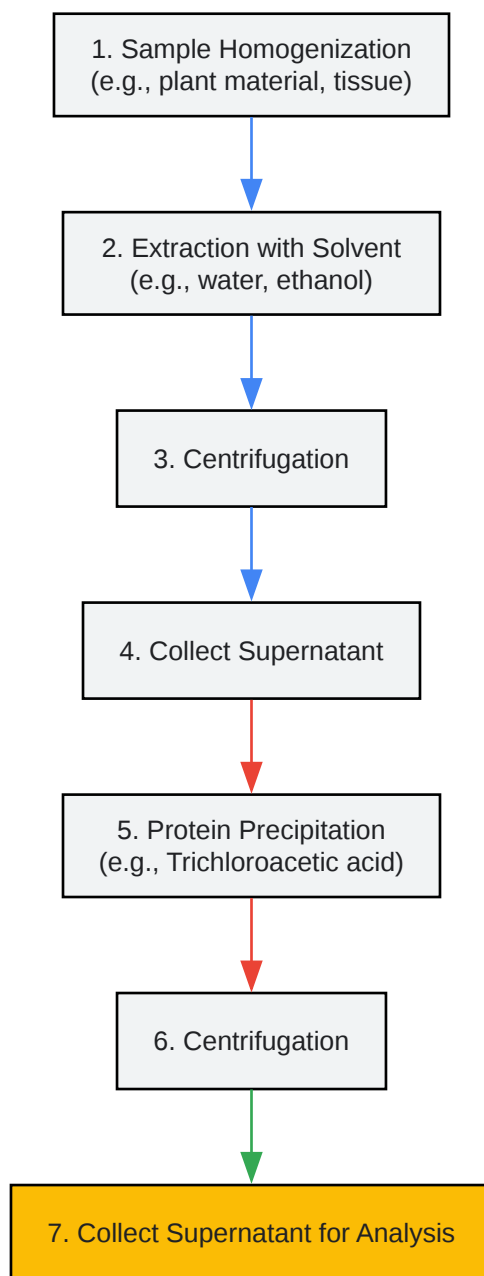 1. Sample Homogenization
(e.g., plant material, tissue)
2. Extraction with Solvent
(e.g., water, ethanol)
3. Centrifugation
4. Collect Supernatant
5. Protein Precipitation
(e.g., Trichloroacetic acid)
6. Centrifugation
7. Collect Supernatant for Analysis